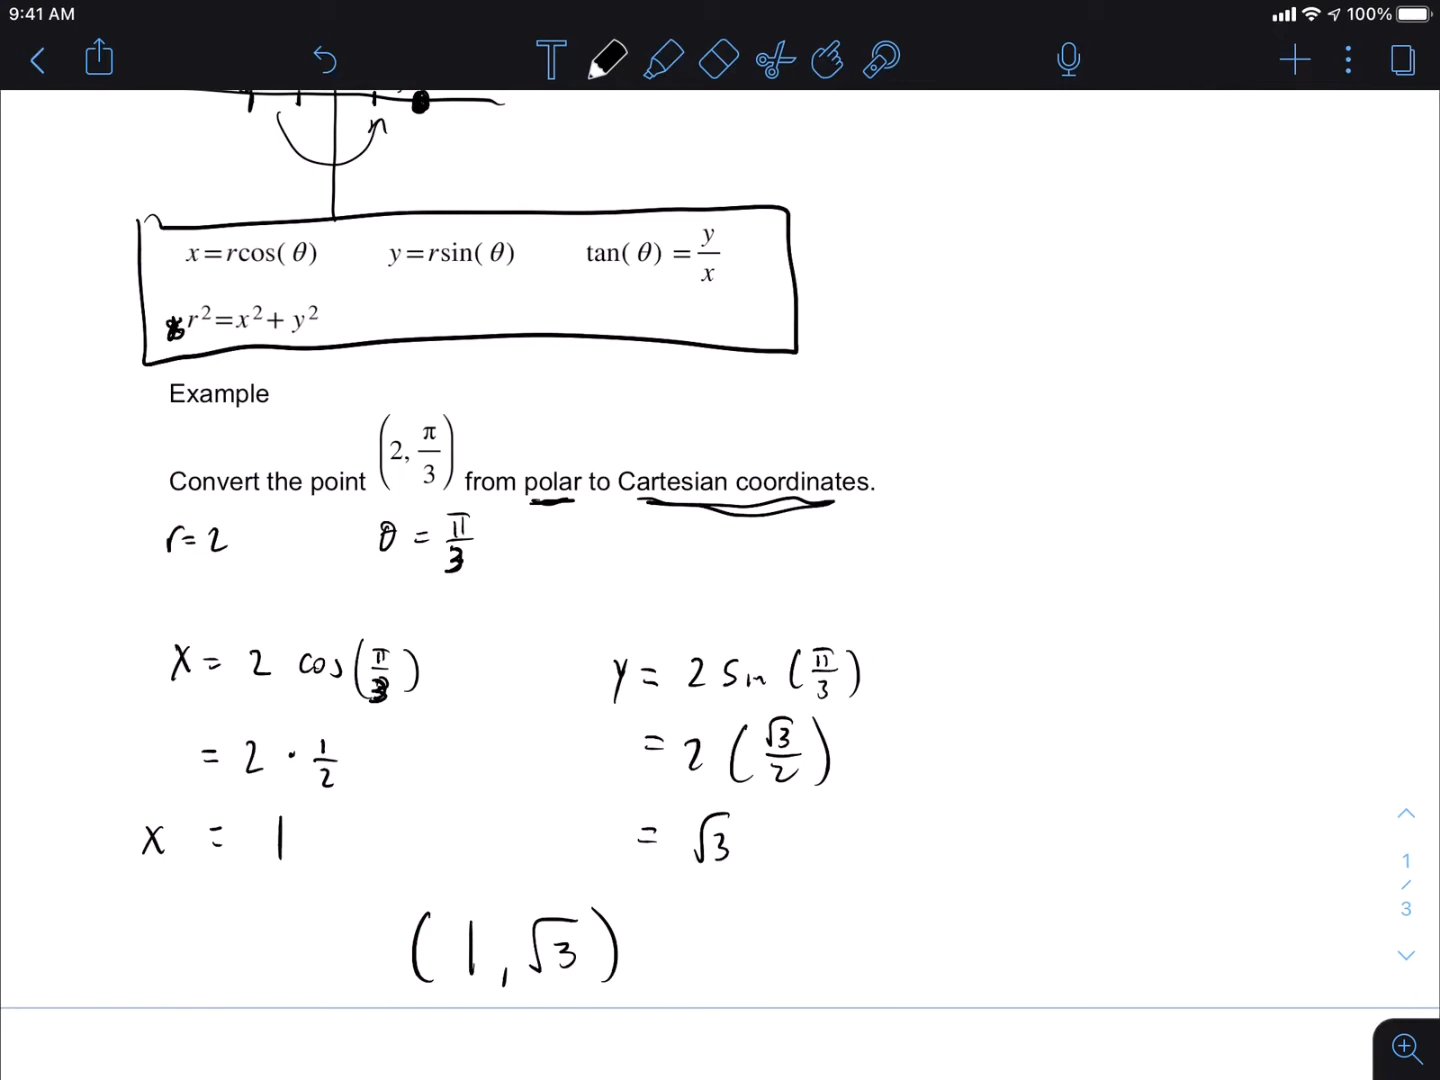 9:41 AM 100%
T
x=rcos( θ) y=rsin( θ) tan( θ) = y/x
*r²=x²+ y²
Example
Convert the point (2, π/3) from polar to Cartesian coordinates.
r=2 θ = π/3
x = 2 cos(π/3) y = 2 Sin (π/3)
= 2 · 1/2 = 2 (√3/2)
x = 1 = √3
(1, √3)
1
/
3